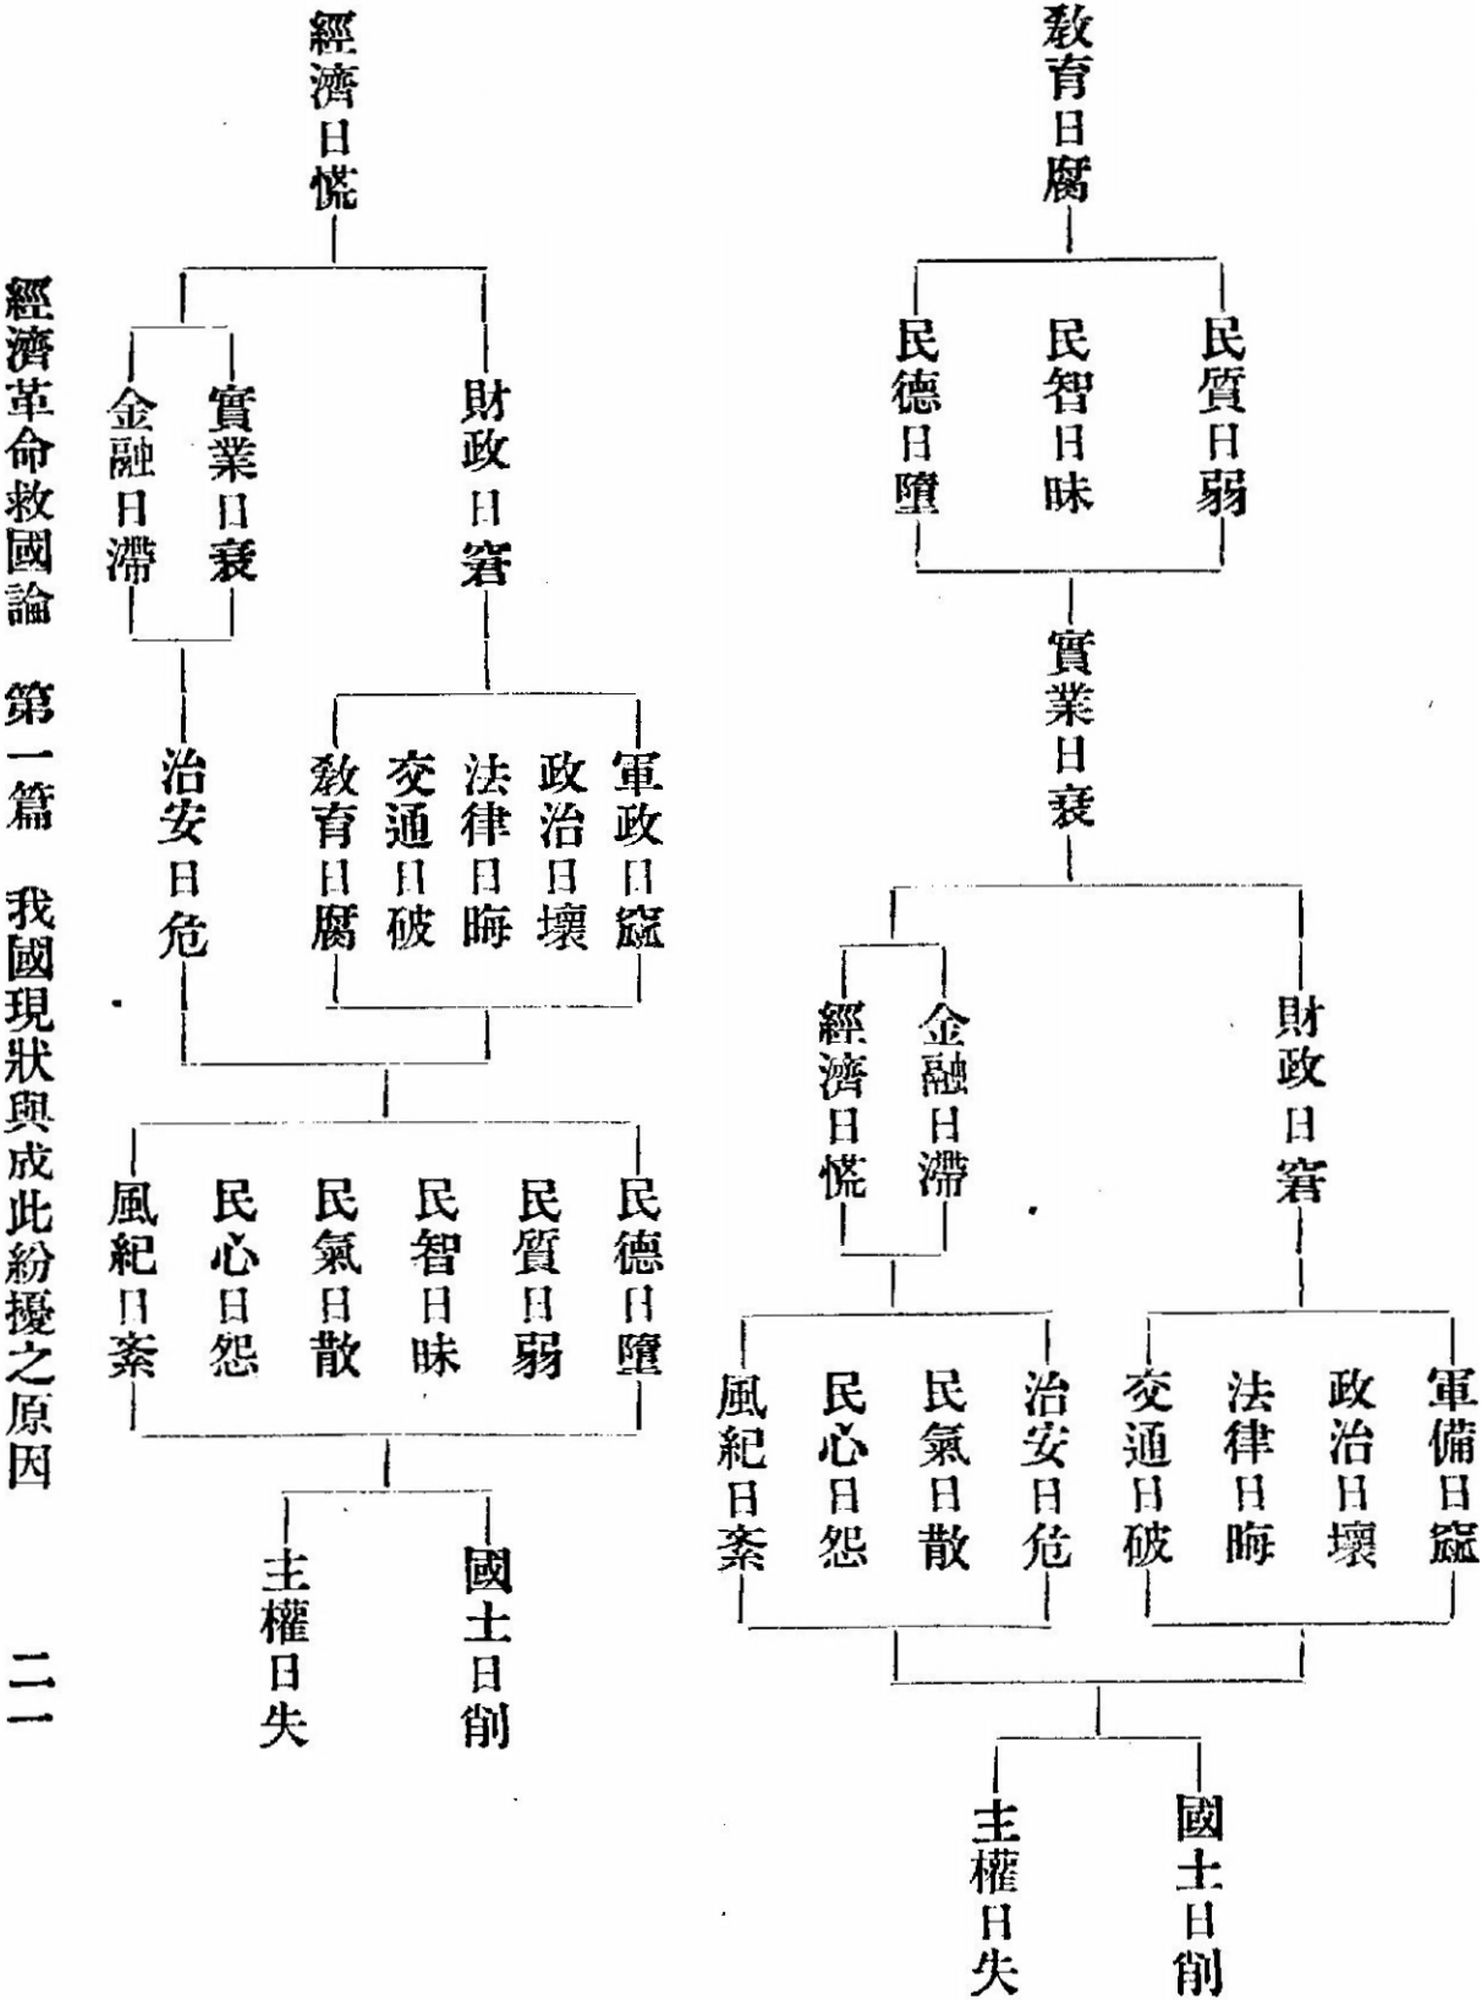 敎育日腐
民質日弱
民智日昧
民德日墮
實業日衰
財政日窘
金融日滯
經濟日慌
軍備日窳
政治日壞
法律日晦
交通日破
治安日危
民氣日散
民心日怨
風紀日紊
國土日削
主權日失
經濟日慌
財政日窘
實業日衰
金融日滯
軍政日窳
政治日壞
法律日晦
交通日破
敎育日腐
治安日危
民德日墮
民質日弱
民智日昧
民氣日散
民心日怨
風紀日紊
國土日削
主權日失
經濟革命救國論 第一篇 我國現狀與成此紛擾之原因 二一